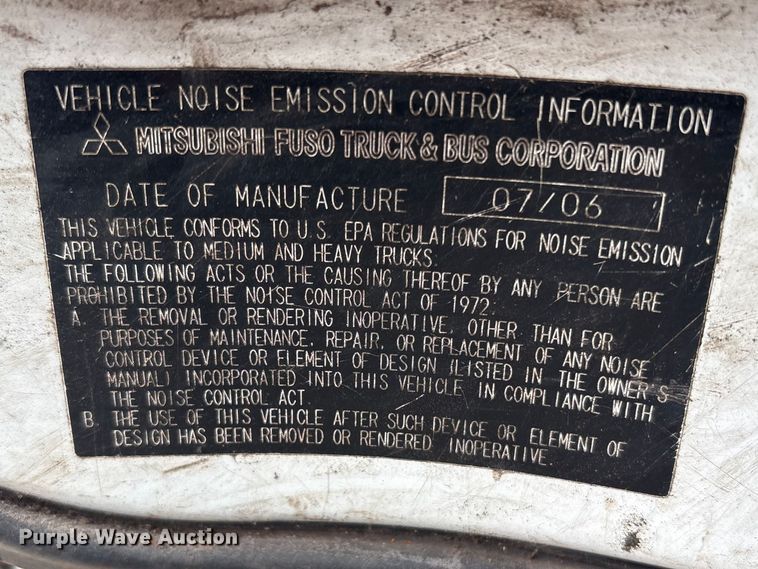 VEHICLE NOISE EMISSION CONTROL INFORMATION
MITSUBISHI FUSO TRUCK & BUS CORPORATION
DATE OF MANUFACTURE 07/06
THIS VEHICLE CONFORMS TO U.S. EPA REGULATIONS FOR NOISE EMISSION
APPLICABLE TO MEDIUM AND HEAVY TRUCKS.
THE FOLLOWING ACTS OR THE CAUSING THEREOF BY ANY PERSON ARE
PROHIBITED BY THE NOISE CONTROL ACT OF 1972.
A. THE REMOVAL OR RENDERING INOPERATIVE, OTHER THAN FOR
PURPOSES OF MAINTENANCE, REPAIR, OR REPLACEMENT OF ANY NOISE
CONTROL DEVICE OR ELEMENT OF DESIGN (LISTED IN THE OWNER'S
MANUAL) INCORPORATED INTO THIS VEHICLE IN COMPLIANCE WITH
THE NOISE CONTROL ACT.
B. THE USE OF THIS VEHICLE AFTER SUCH DEVICE OR ELEMENT OF
DESIGN HAS BEEN REMOVED OR RENDERED INOPERATIVE.
Purple Wave Auction